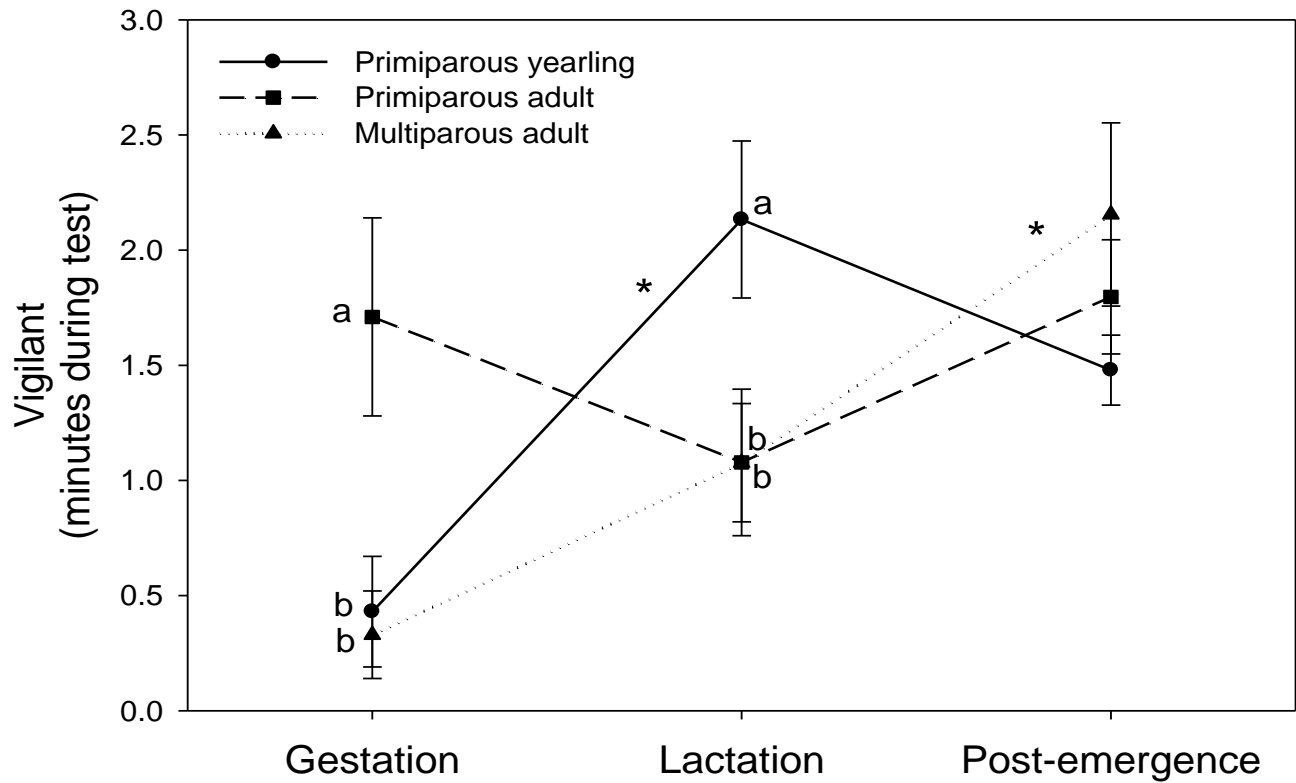 3.0
Primiparous yearling
Primiparous adult
Multiparous adult
2.5
2.0
1.5
1.0
0.5
0.0
Vigilant
(minutes during test)
a
*
a
*
b
b
b
b
Gestation Lactation Post-emergence